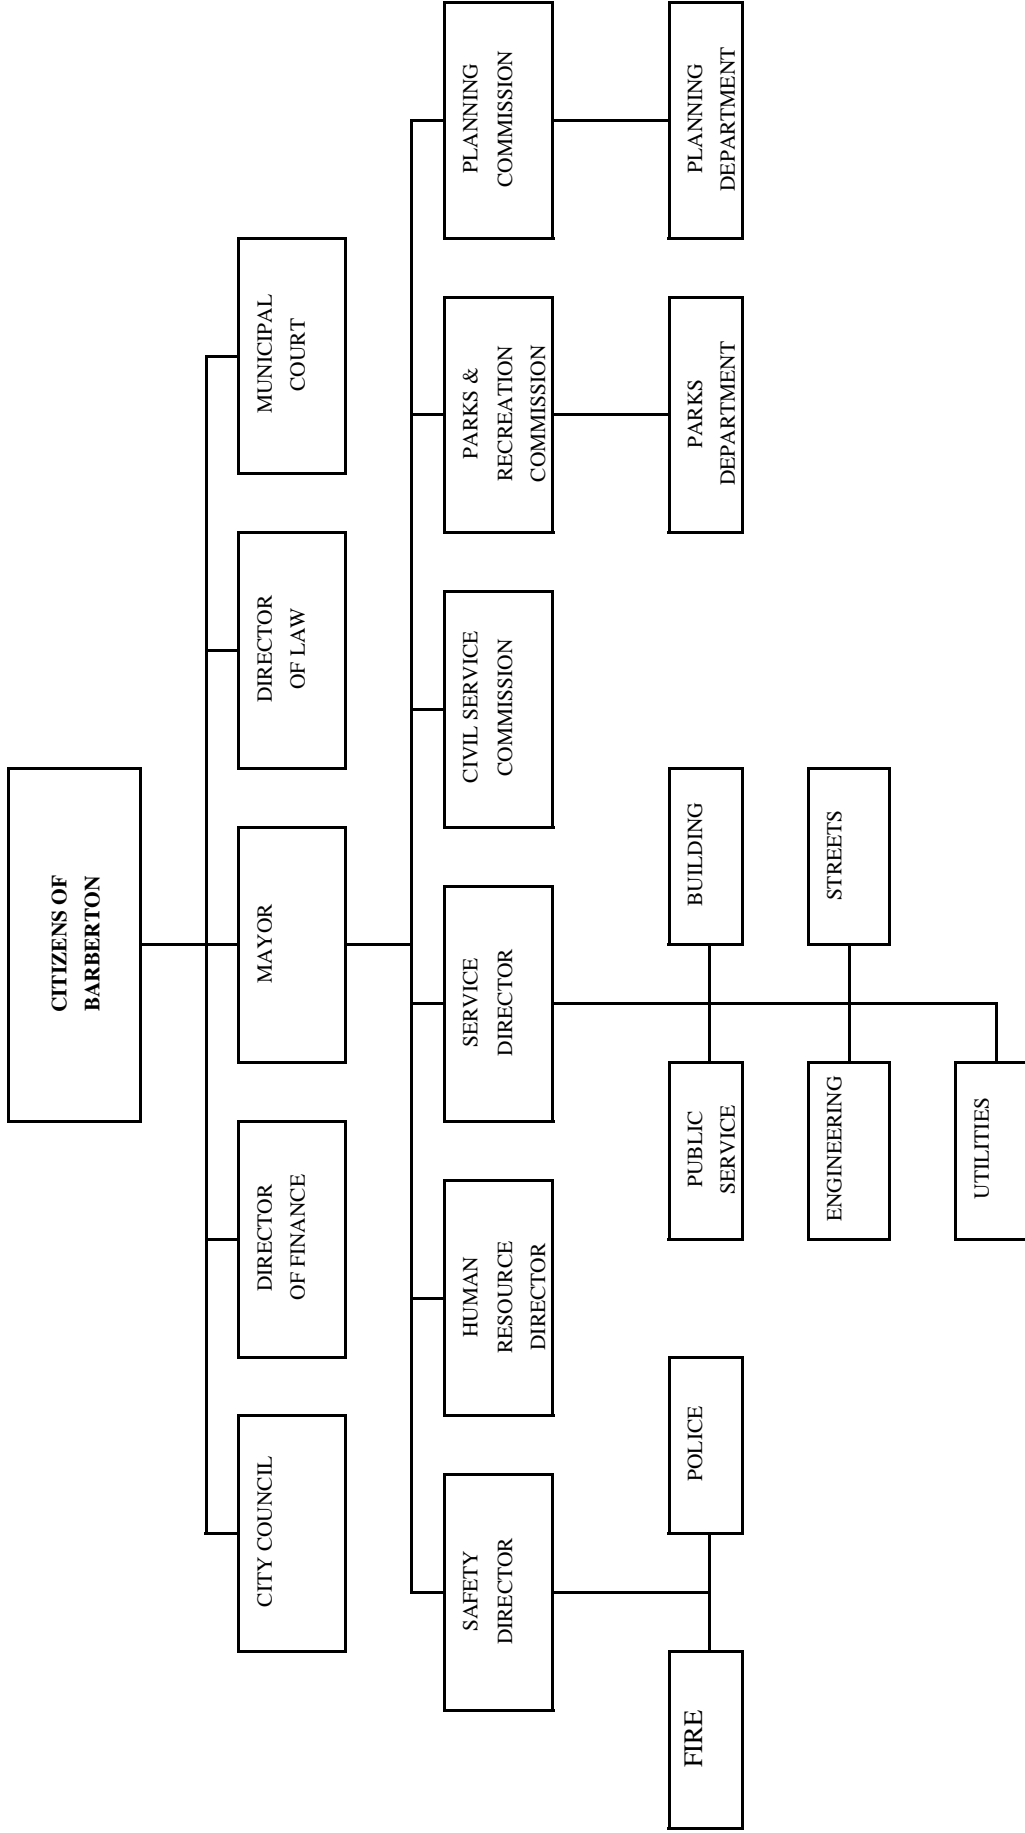 CITIZENS OF
BARBERTON
CITY COUNCIL
DIRECTOR
OF FINANCE
MAYOR
DIRECTOR
OF LAW
MUNICIPAL
COURT
SAFETY
DIRECTOR
HUMAN
RESOURCE
DIRECTOR
SERVICE
DIRECTOR
CIVIL SERVICE
COMMISSION
PARKS &
RECREATION
COMMISSION
PLANNING
COMMISSION
FIRE
POLICE
PUBLIC
SERVICE
BUILDING
PARKS
DEPARTMENT
PLANNING
DEPARTMENT
ENGINEERING
STREETS
UTILITIES